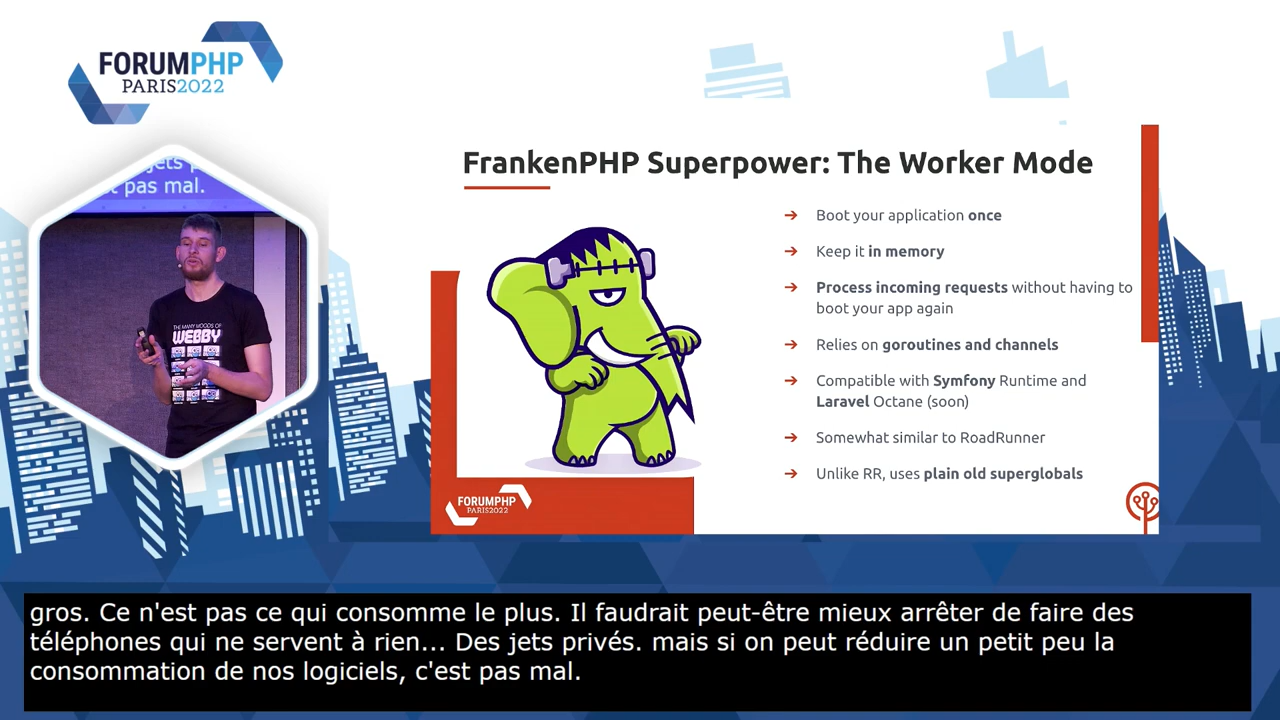 FORUMPHP
PARIS2022
jets p
t pas mal.
THE MANY MOODS OF
WEBBY
FrankenPHP Superpower: The Worker Mode
➔ Boot your application once
➔ Keep it in memory
➔ Process incoming requests without having to
boot your app again
➔ Relies on goroutines and channels
➔ Compatible with Symfony Runtime and
Laravel Octane (soon)
➔ Somewhat similar to RoadRunner
➔ Unlike RR, uses plain old superglobals
FORUMPHP
PARIS2022
gros. Ce n'est pas ce qui consomme le plus. Il faudrait peut-être mieux arrêter de faire des
téléphones qui ne servent à rien... Des jets privés. mais si on peut réduire un petit peu la
consommation de nos logiciels, c'est pas mal.